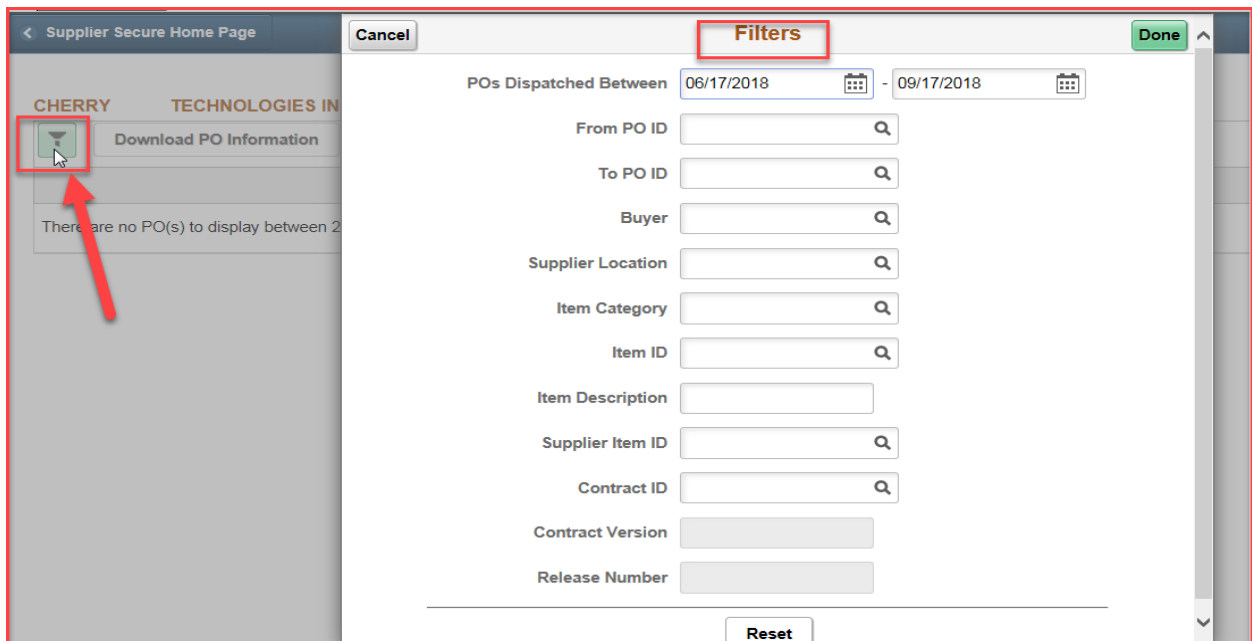 Supplier Secure Home Page
Cancel
Filters
Done
CHERRY TECHNOLOGIES IN
Download PO Information
There are no PO(s) to display between 2
POs Dispatched Between 06/17/2018 - 09/17/2018
From PO ID
To PO ID
Buyer
Supplier Location
Item Category
Item ID
Item Description
Supplier Item ID
Contract ID
Contract Version
Release Number
Reset